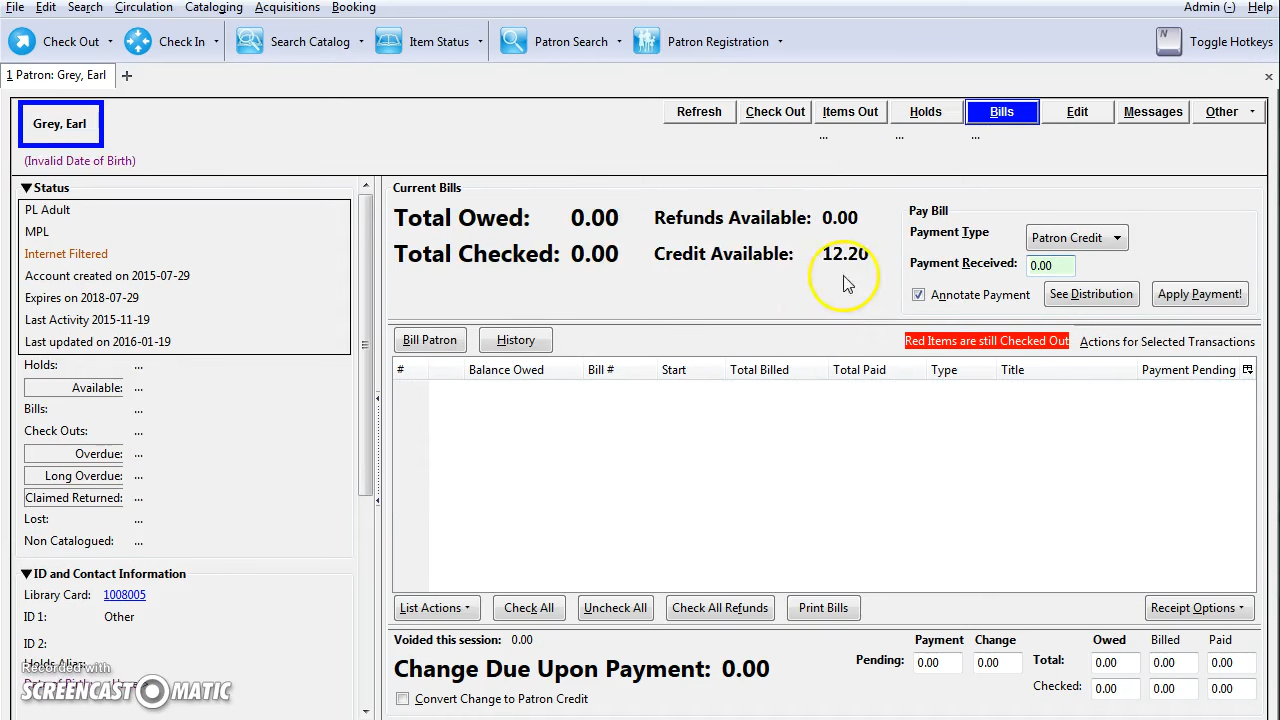 File Edit Search Circulation Cataloging Acquisitions Booking Admin (-) Help
Check Out Check In Search Catalog Item Status Patron Search Patron Registration N Toggle Hotkeys
1 Patron: Grey, Earl
Grey, Earl
(Invalid Date of Birth)
Refresh Check Out Items Out Holds Bills Edit Messages Other
... ... ...
Status
PL Adult
MPL
Internet Filtered
Account created on 2015-07-29
Expires on 2018-07-29
Last Activity 2015-11-19
Last updated on 2016-01-19
Holds: ...
Available: ...
Bills: ...
Check Outs: ...
Overdue: ...
Long Overdue: ...
Claimed Returned: ...
Lost: ...
Non Catalogued: ...
ID and Contact Information
Library Card: 1008005
ID 1: Other
ID 2:
Holds Alias:
Recorded with
SCREENCAST MATIC
Current Bills
Total Owed: 0.00 Refunds Available: 0.00
Total Checked: 0.00 Credit Available: 12.20
Pay Bill
Payment Type Patron Credit
Payment Received: 0.00
Annotate Payment See Distribution Apply Payment!
Bill Patron History Red Items are still Checked Out Actions for Selected Transactions
# Balance Owed Bill # Start Total Billed Total Paid Type Title Payment Pending
List Actions Check All Uncheck All Check All Refunds Print Bills Receipt Options
Voided this session: 0.00
Change Due Upon Payment: 0.00
Convert Change to Patron Credit
Payment Change Owed Billed Paid
Pending: 0.00 0.00 Total: 0.00 0.00 0.00
Checked: 0.00 0.00 0.00